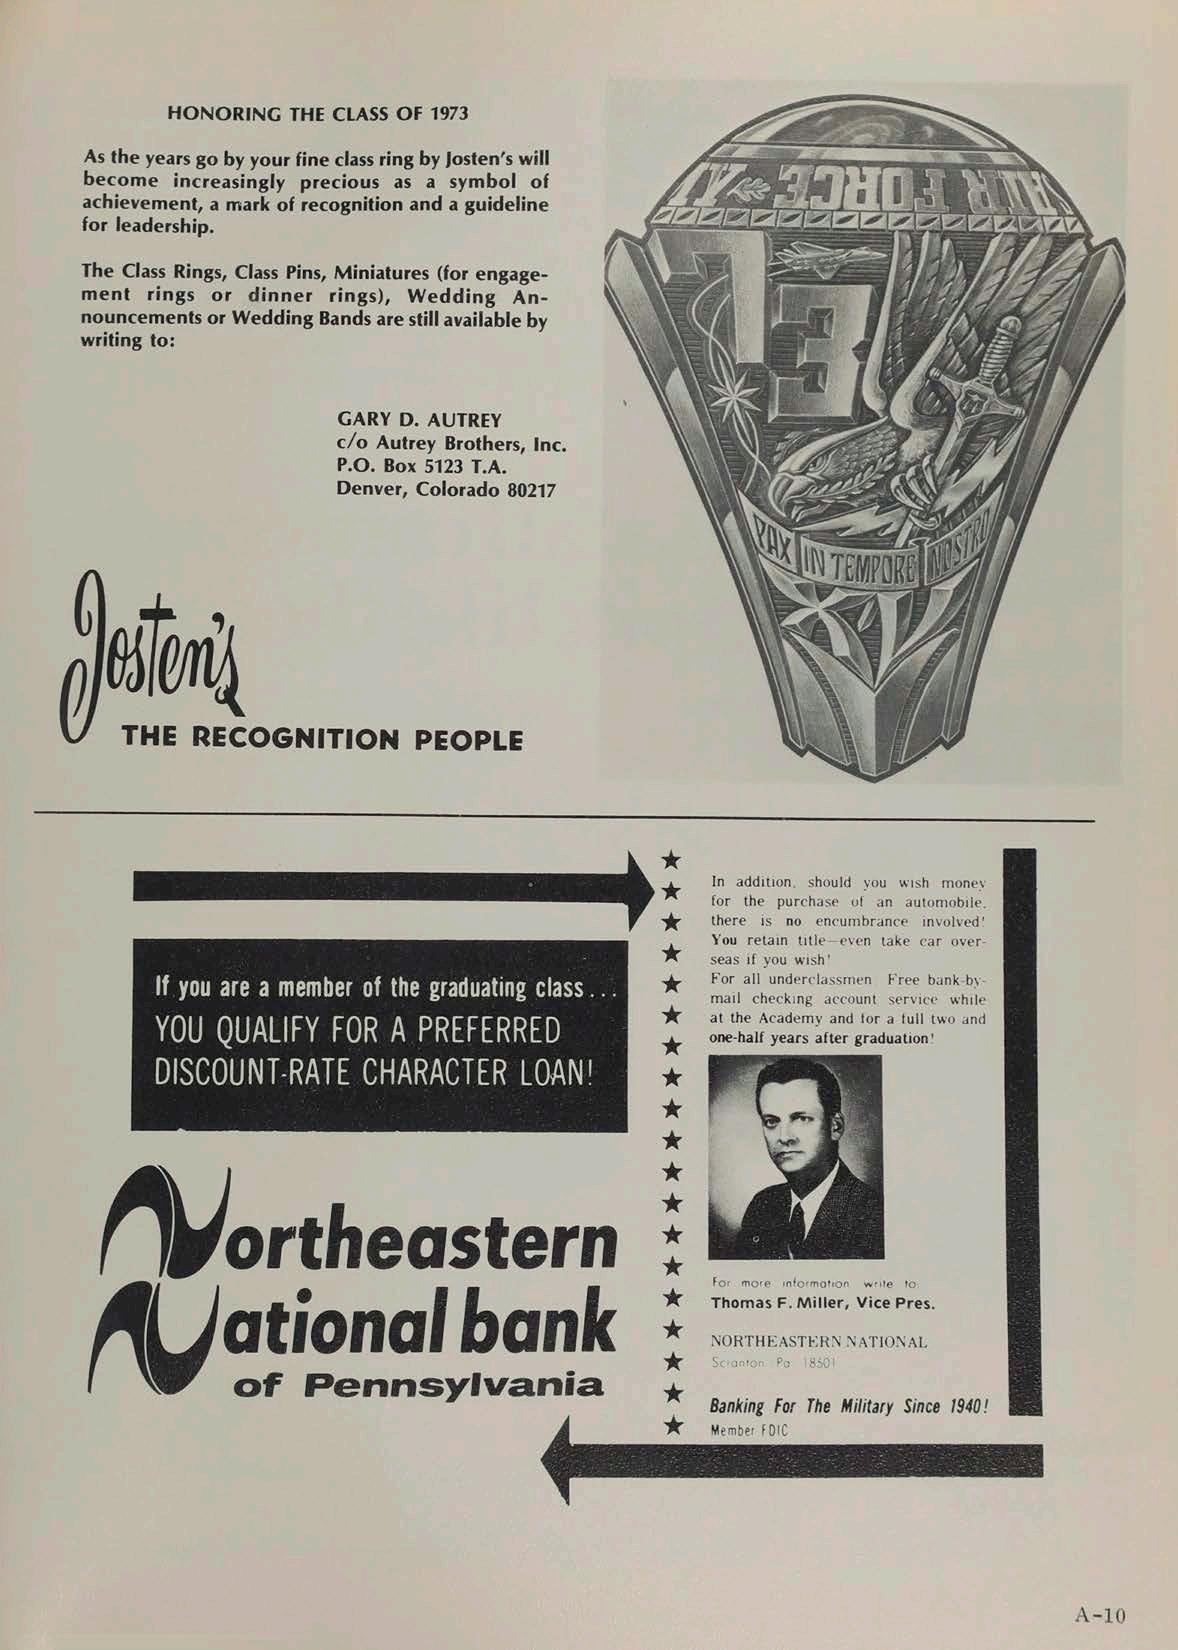 HONORING THE CLASS OF 1973
As the years go by your fine class ring by Josten's will
become increasingly precious as a symbol of
achievement, a mark of recognition and a guideline
for leadership.
The Class Rings, Class Pins, Miniatures (for engage-
ment rings or dinner rings), Wedding An-
nouncements or Wedding Bands are still available by
writing to:
GARY D. AUTREY
c/o Autrey Brothers, Inc.
P.O. Box 5123 T.A.
Denver, Colorado 80217
Josten's
THE RECOGNITION PEOPLE
AIR FORCE
73
PAX IN TEMPORE NOSTRO
XV
If you are a member of the graduating class...
YOU QUALIFY FOR A PREFERRED
DISCOUNT-RATE CHARACTER LOAN!
Northeastern
National bank
of Pennsylvania
In addition, should you wish money
for the purchase of an automobile,
there is no encumbrance involved!
You retain title—even take car over-
seas if you wish!
For all underclassmen Free bank-by-
mail checking account service while
at the Academy and for a full two and
one-half years after graduation!
For more information write to:
Thomas F. Miller, Vice Pres.
NORTHEASTERN NATIONAL
Scranton Pa 18501
Banking For The Military Since 1940!
Member FDIC
A-10